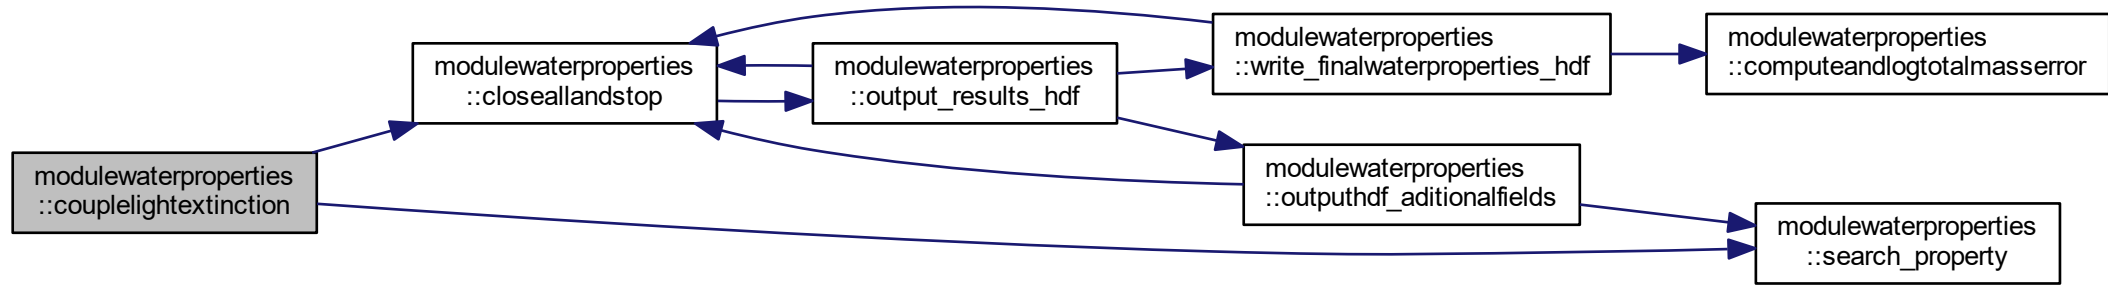 modulewaterproperties
::couplelightextinction
modulewaterproperties
::closeallandstop
modulewaterproperties
::output_results_hdf
modulewaterproperties
::write_finalwaterproperties_hdf
modulewaterproperties
::computeandlogtotalmasserror
modulewaterproperties
::outputhdf_aditionalfields
modulewaterproperties
::search_property